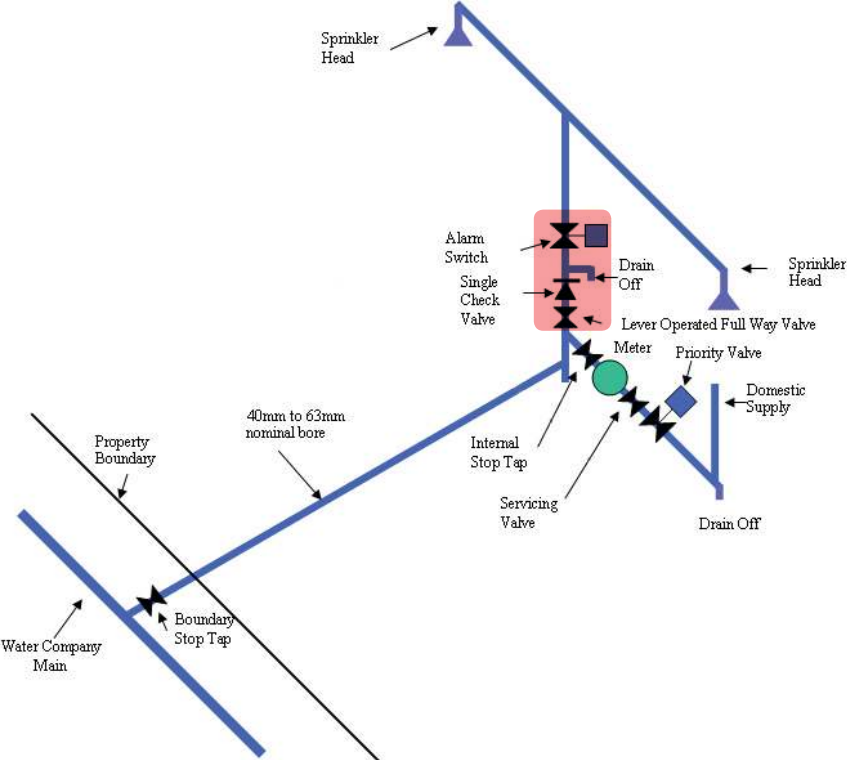 Sprinkler
Head
Alarm
Switch
Drain
Off
Sprinkler
Head
Single
Check
Valve
Lever Operated Full Way Valve
Meter
Priority Valve
Domestic
Supply
40mm to 63mm
nominal bore
Property
Boundary
Internal
Stop Tap
Servicing
Valve
Drain Off
Boundary
Stop Tap
Water Company
Main